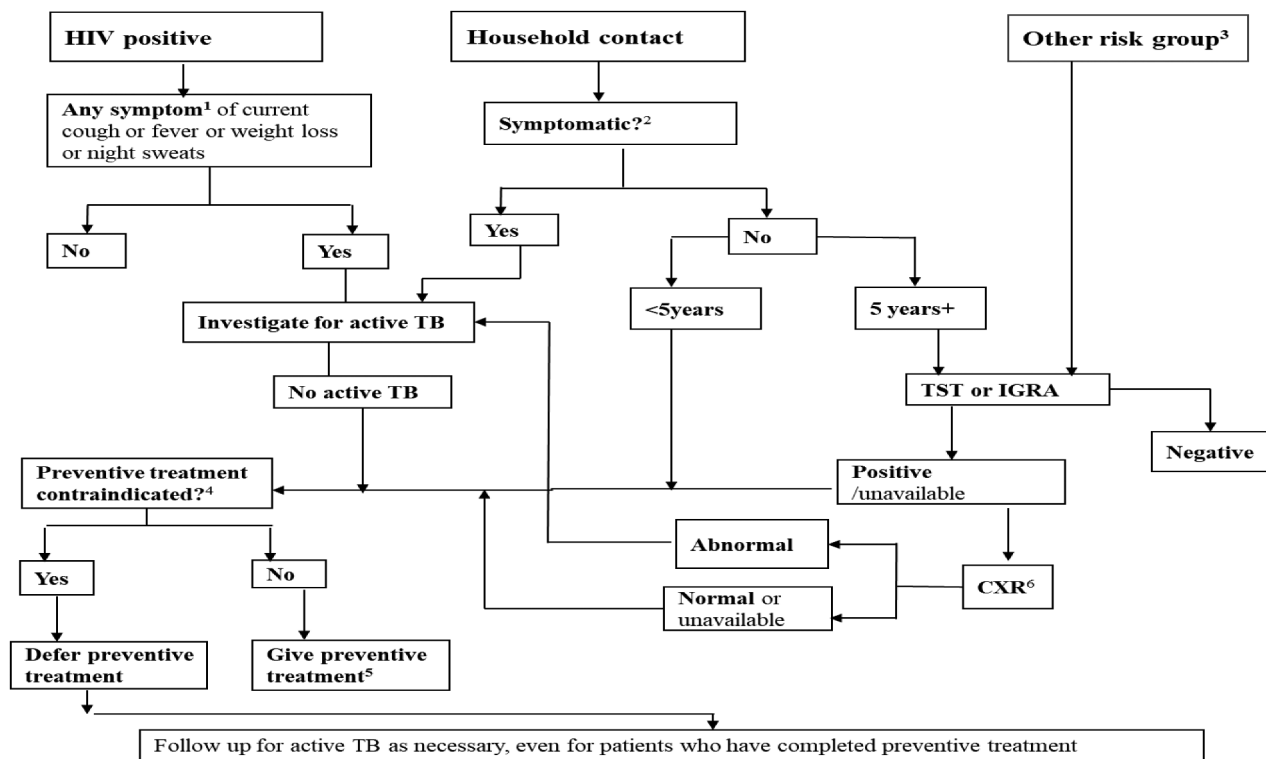 HIV positive
Household contact
Other risk group³
Any symptom¹ of current
cough or fever or weight loss
or night sweats
Symptomatic?²
No
Yes
Yes
No
<5years
5 years+
Investigate for active TB
No active TB
TST or IGRA
Negative
Preventive treatment
contraindicated?⁴
Positive
/unavailable
Abnormal
Yes
No
Normal or
unavailable
CXR⁶
Defer preventive
treatment
Give preventive
treatment⁵
Follow up for active TB as necessary, even for patients who have completed preventive treatment